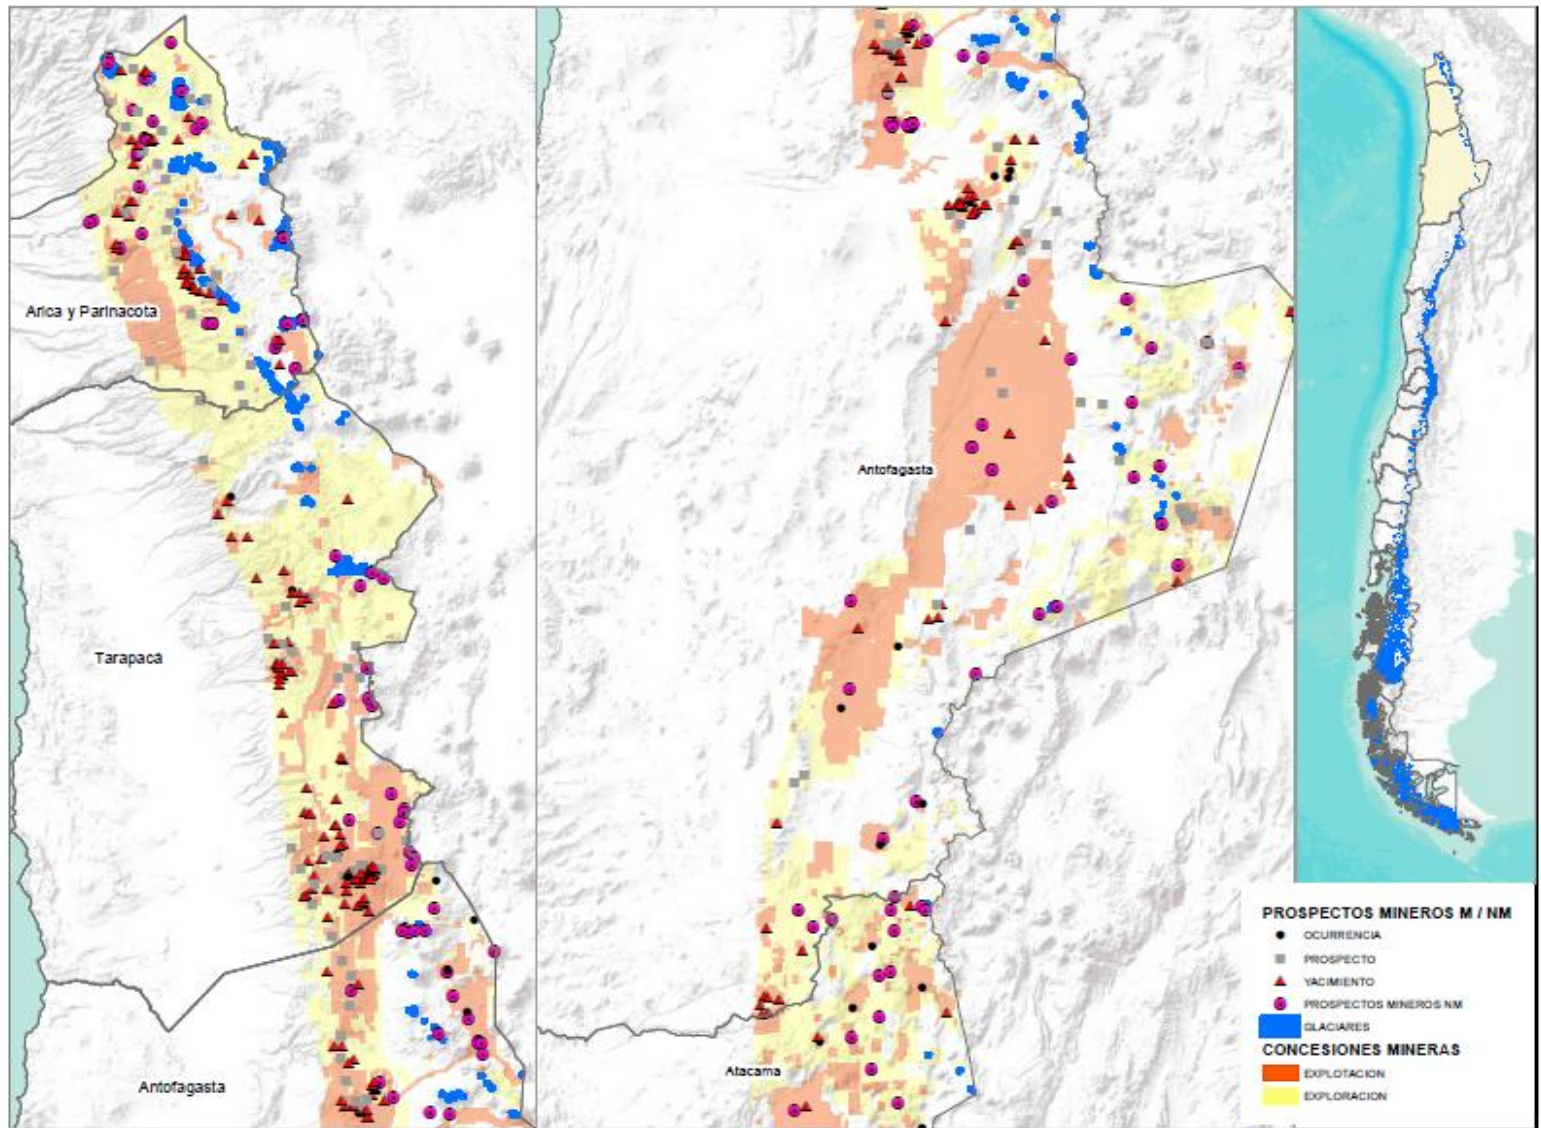 Arica y Parinacota
Tarapacá
Antofagasta
Antofagasta
Atacama
PROSPECTOS MINEROS M / NM
OCURRENCIA
PROSPECTO
YACIMIENTO
PROSPECTOS MINEROS NM
GLACIARES
CONCESIONES MINERAS
EXPLOTACION
EXPLORACION